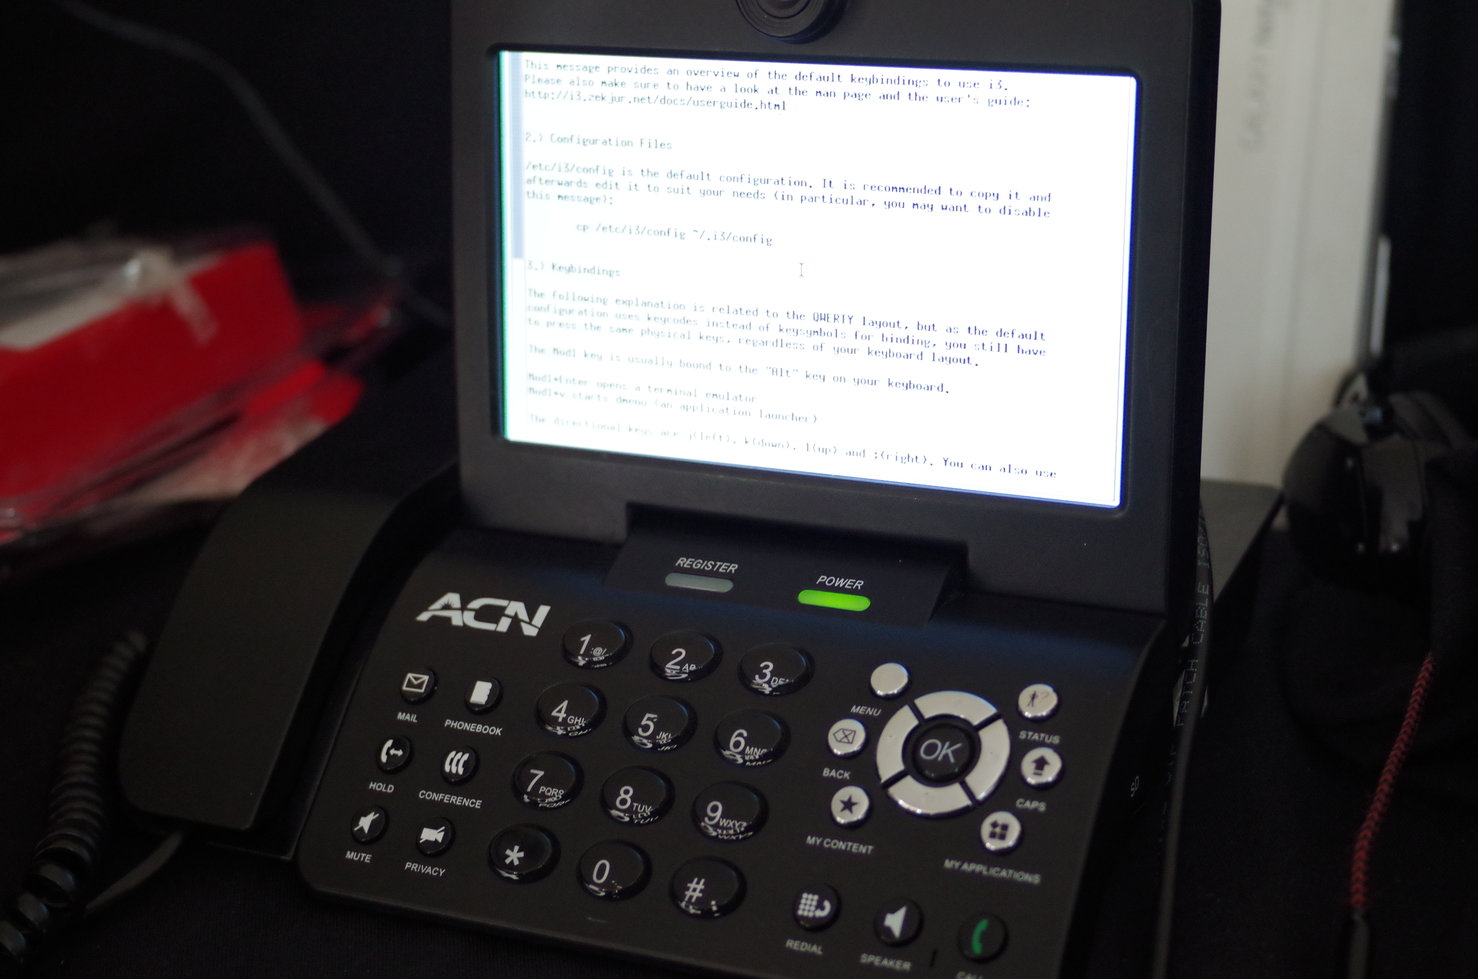 This message provides an overview of the default keybindings to use i3.
Please also make sure to have a look at the man page and the user's guide:
http://i3.zekjur.net/docs/userguide.html
2.) Configuration Files
/etc/i3/config is the default configuration. It is recommended to copy it and
afterwards edit it to suit your needs (in particular, you may want to disable
this message):
cp /etc/i3/config ~/.i3/config
3.) Keybindings
The following explanation is related to the QWERTY layout, but as the default
configuration uses keycodes instead of keysymbols for binding, you still have
to press the same physical keys, regardless of your keyboard layout.
The Mod1 key is usually bound to the "Alt" key on your keyboard.
Mod1+Enter opens a terminal emulator
Mod1+v starts dmenu (an application launcher)
The directional keys are j(left), k(down), l(up) and ;(right). You can also use
REGISTER
POWER
ACN
1 .@/
2 ABC
3 DEF
4 GHI
5 JKL
6 MNO
7 PQRS
8 TUV
9 WXYZ
*
0
#
MAIL
PHONEBOOK
HOLD
CONFERENCE
MUTE
PRIVACY
MENU
STATUS
OK
BACK
CAPS
MY CONTENT
MY APPLICATIONS
REDIAL
SPEAKER
CALL